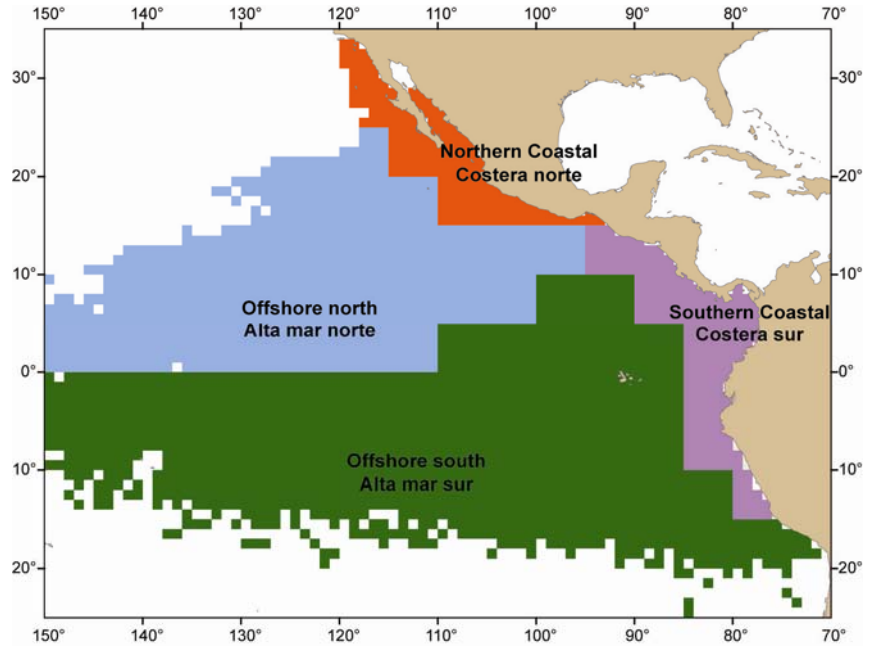 150° 140° 130° 120° 110° 100° 90° 80° 70°
30° 30°
Northern Coastal
Costera norte
20° 20°
10° 10°
Offshore north
Alta mar norte
Southern Coastal
Costera sur
0° 0°
Offshore south
Alta mar sur
10° 10°
20° 20°
150° 140° 130° 120° 110° 100° 90° 80° 70°